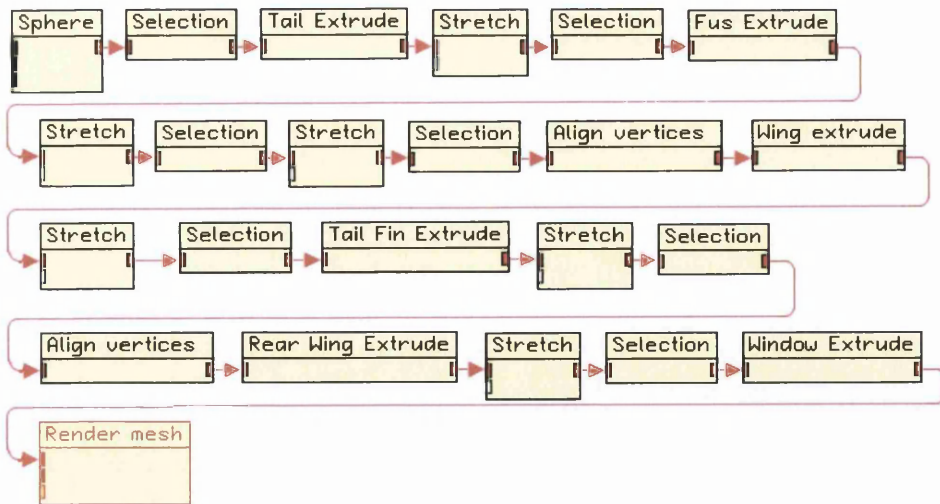 Sphere Selection Tail Extrude Stretch Selection Fus Extrude
Stretch Selection Stretch Selection Align vertices Wing extrude
Stretch Selection Tail Fin Extrude Stretch Selection
Align vertices Rear Wing Extrude Stretch Selection Window Extrude
Render mesh